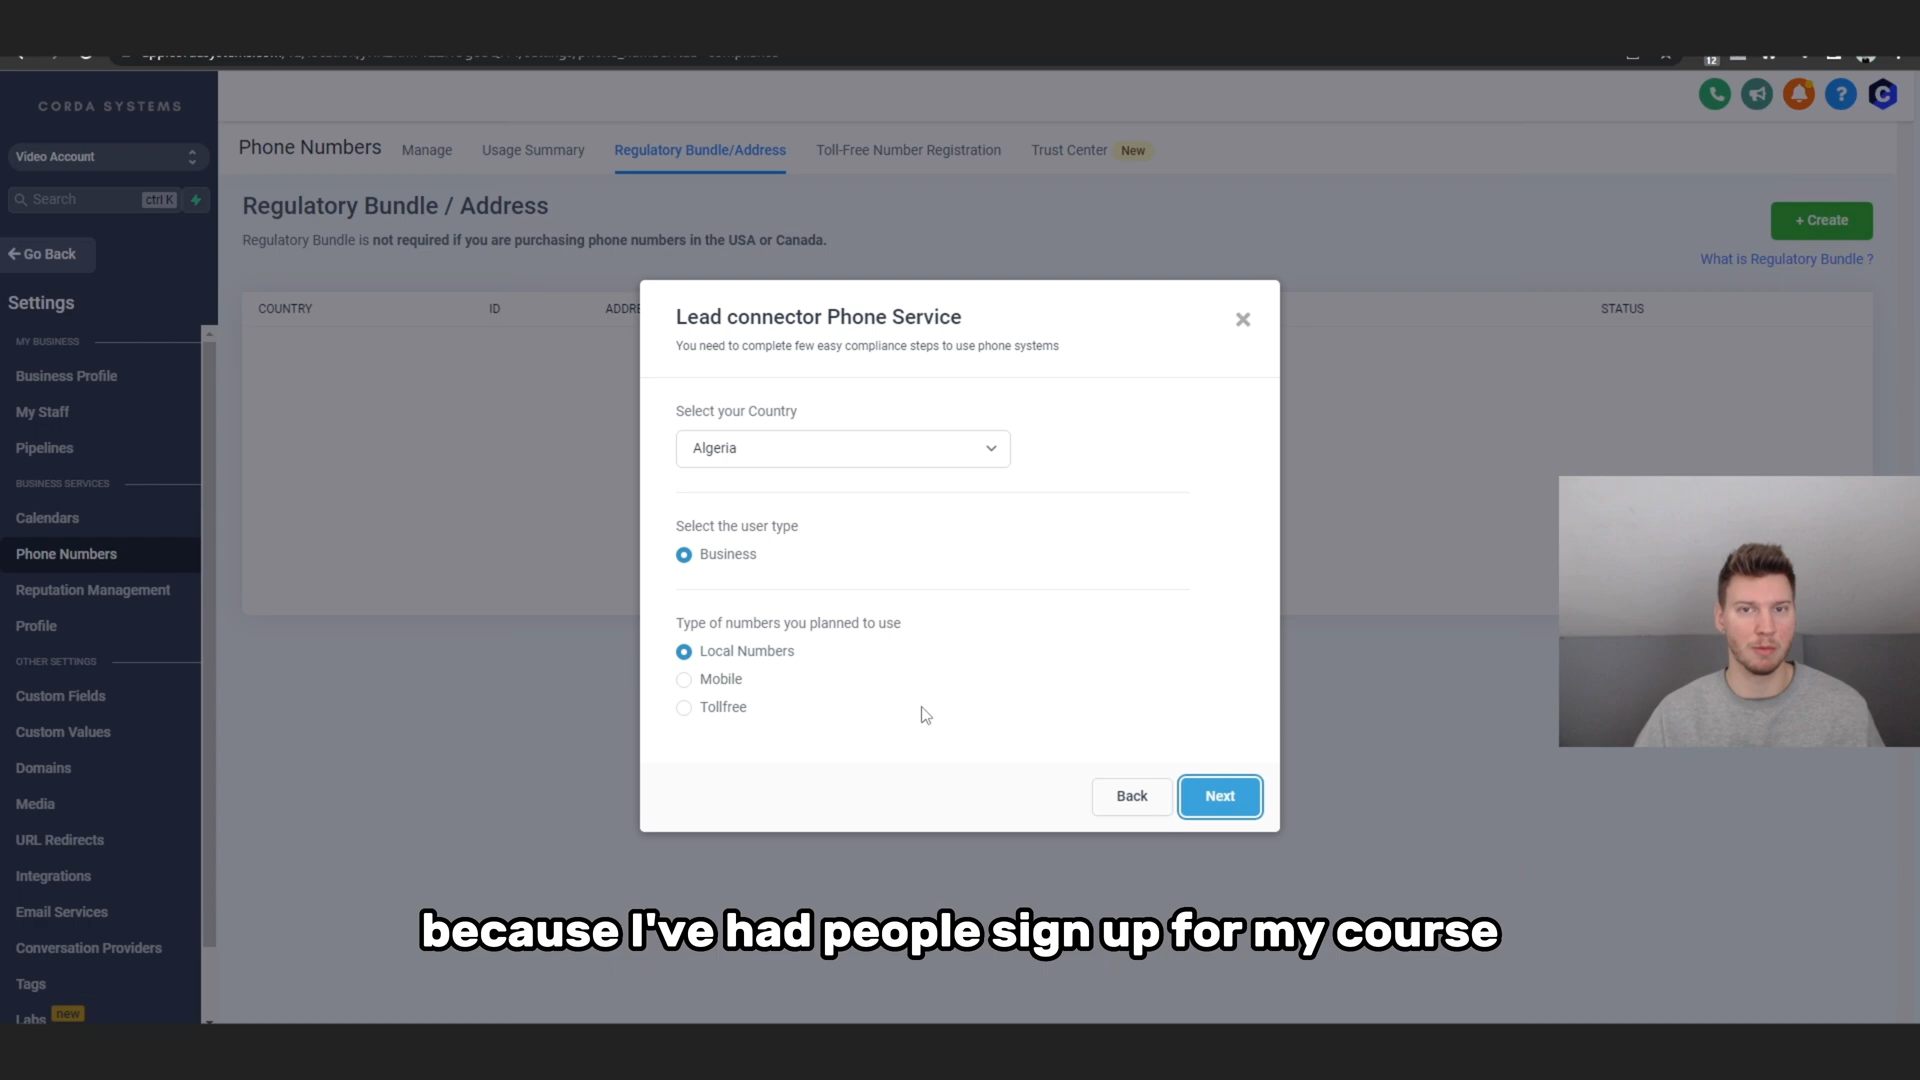 CORDA SYSTEMS
Video Account
Search ctrl K
Go Back
Settings
MY BUSINESS
Business Profile
My Staff
Pipelines
BUSINESS SERVICES
Calendars
Phone Numbers
Reputation Management
Profile
OTHER SETTINGS
Custom Fields
Custom Values
Domains
Media
URL Redirects
Integrations
Email Services
Conversation Providers
Tags
Labs new
12
Phone Numbers Manage Usage Summary Regulatory Bundle/Address Toll-Free Number Registration Trust Center New
Regulatory Bundle / Address
Regulatory Bundle is not required if you are purchasing phone numbers in the USA or Canada.
+ Create
What is Regulatory Bundle ?
COUNTRY ID ADDRE STATUS
Lead connector Phone Service
You need to complete few easy compliance steps to use phone systems
Select your Country
Algeria
Select the user type
Business
Type of numbers you planned to use
Local Numbers
Mobile
Tollfree
Back Next
because I've had people sign up for my course